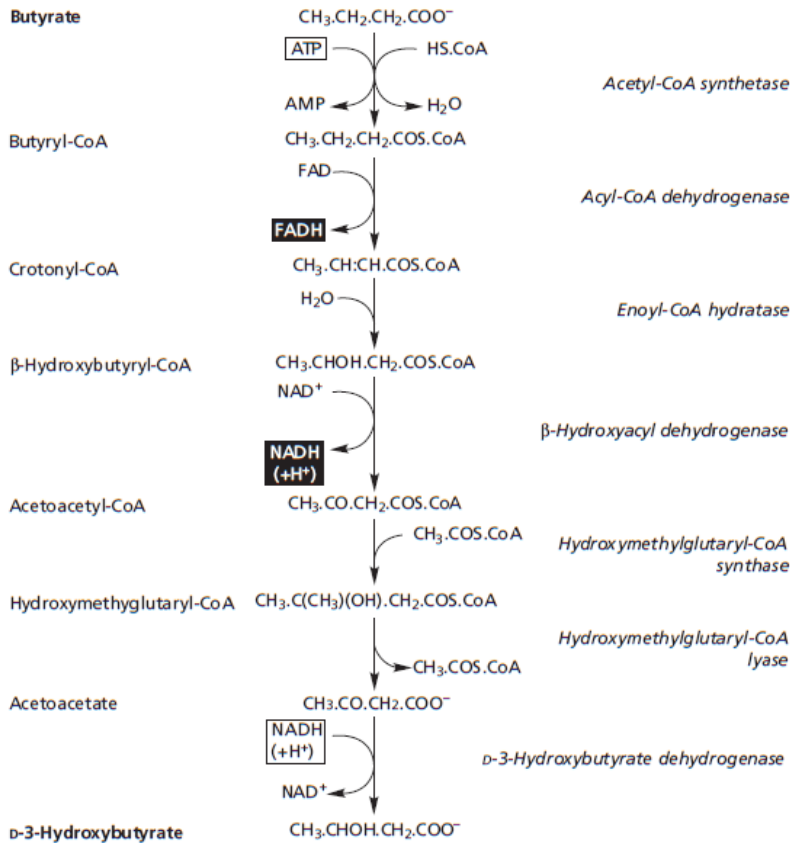 Butyrate CH₃.CH₂.CH₂.COO⁻
ATP HS.CoA
Acetyl-CoA synthetase
AMP H₂O
Butyryl-CoA CH₃.CH₂.CH₂.COS.CoA
FAD
Acyl-CoA dehydrogenase
FADH
Crotonyl-CoA CH₃.CH:CH.COS.CoA
H₂O
Enoyl-CoA hydratase
β-Hydroxybutyryl-CoA CH₃.CHOH.CH₂.COS.CoA
NAD⁺
β-Hydroxyacyl dehydrogenase
NADH
(+H⁺)
Acetoacetyl-CoA CH₃.CO.CH₂.COS.CoA
CH₃.COS.CoA
Hydroxymethylglutaryl-CoA
synthase
Hydroxymethyglutaryl-CoA CH₃.C(CH₃)(OH).CH₂.COS.CoA
Hydroxymethylglutaryl-CoA
lyase
CH₃.COS.CoA
Acetoacetate CH₃.CO.CH₂.COO⁻
NADH
(+H⁺)
D-3-Hydroxybutyrate dehydrogenase
NAD⁺
D-3-Hydroxybutyrate CH₃.CHOH.CH₂.COO⁻